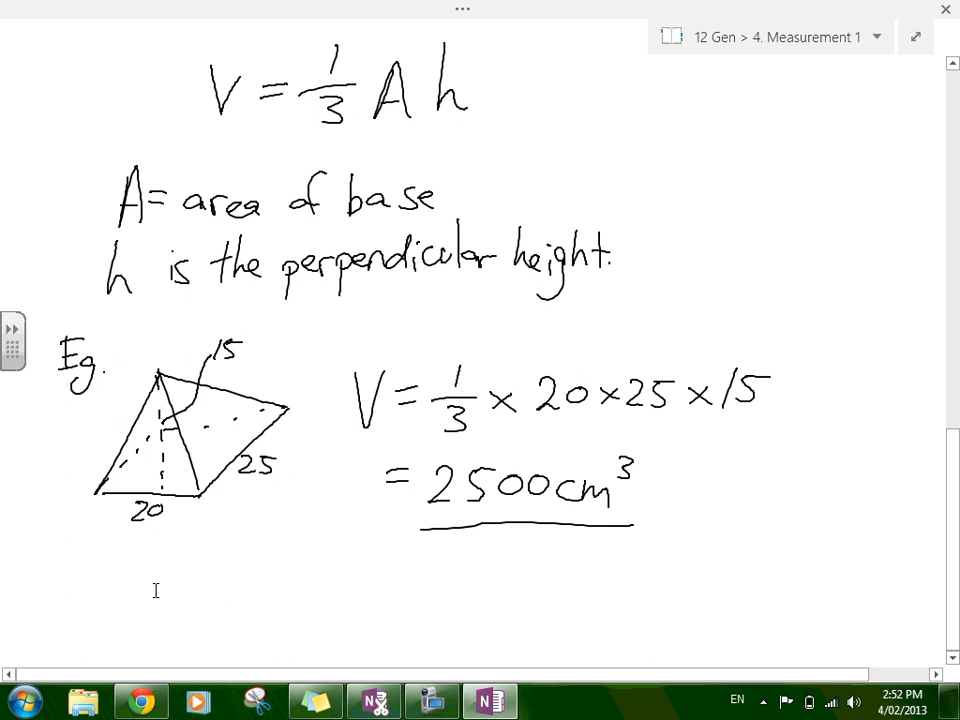 12 Gen > 4. Measurement 1
V = 1/3 A h
A = area of base
h is the perpendicular height.
Eg.
15
25
20
V = 1/3 × 20 × 25 × 15
= 2500cm³
EN
2:52 PM
4/02/2013